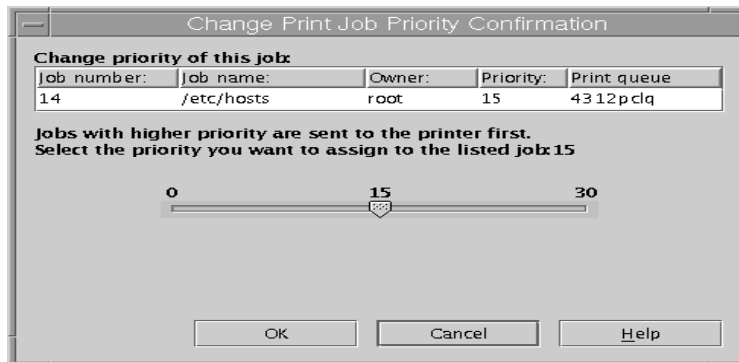 Change Print Job Priority Confirmation
Change priority of this job:
Job number: Job name: Owner: Priority: Print queue
14 /etc/hosts root 15 4312pclq
Jobs with higher priority are sent to the printer first.
Select the priority you want to assign to the listed job:15
0 15 30
OK Cancel Help